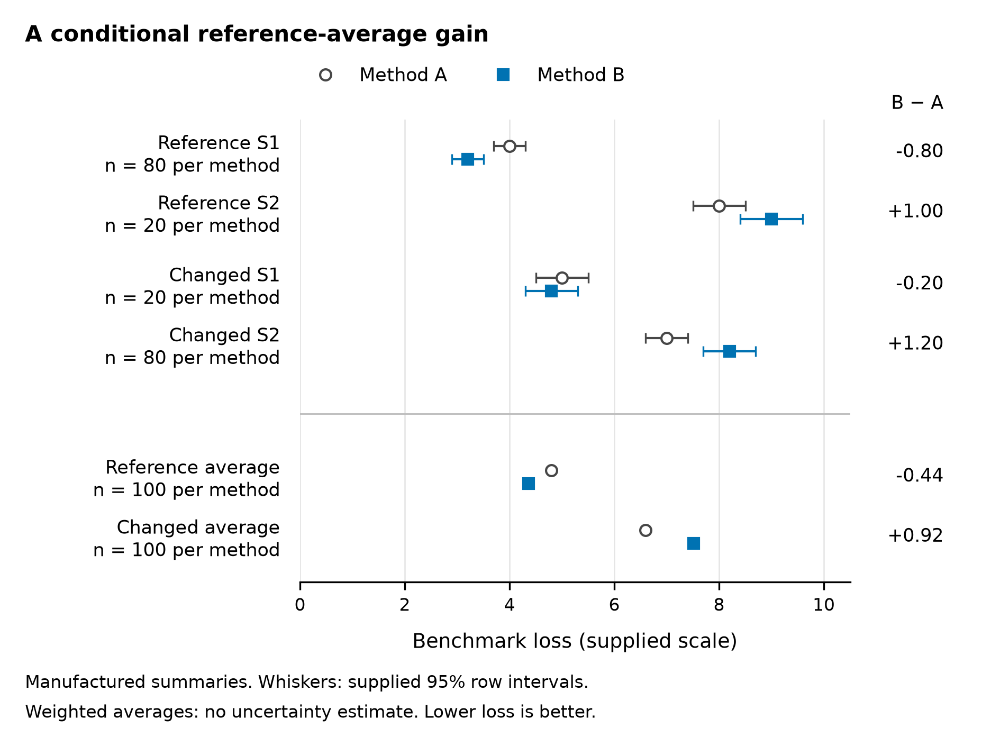 A conditional reference-average gain
Method A
Method B
B − A
Reference S1
n = 80 per method
-0.80
Reference S2
n = 20 per method
+1.00
Changed S1
n = 20 per method
-0.20
Changed S2
n = 80 per method
+1.20
Reference average
n = 100 per method
-0.44
Changed average
n = 100 per method
+0.92
0 2 4 6 8 10
Benchmark loss (supplied scale)
Manufactured summaries. Whiskers: supplied 95% row intervals.
Weighted averages: no uncertainty estimate. Lower loss is better.